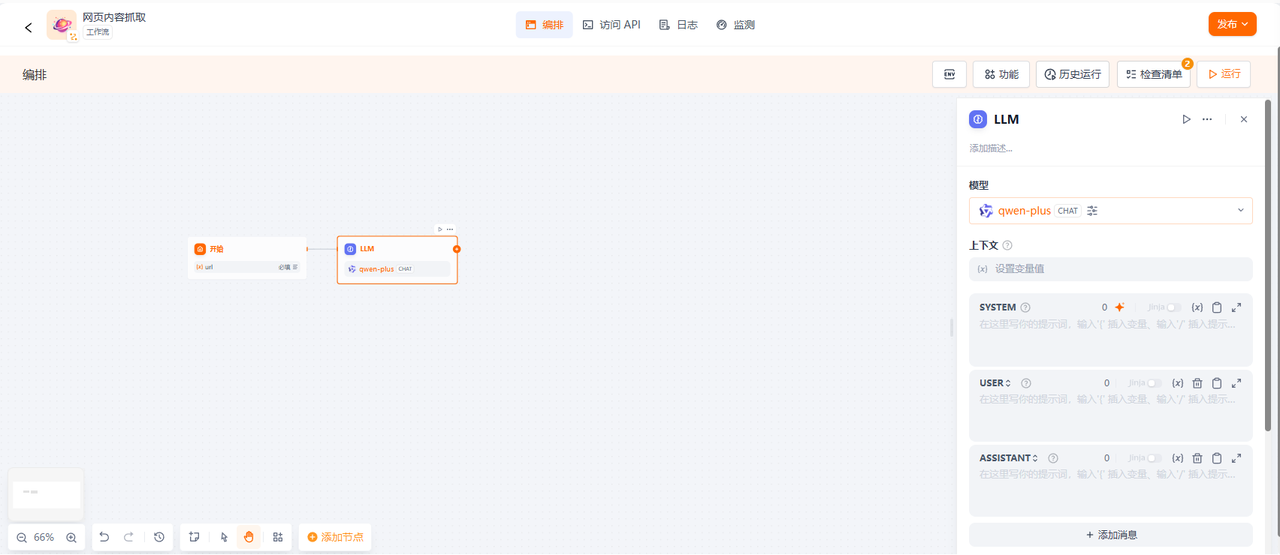 网页内容抓取
工作流
编排
访问 API
日志
监测
发布
编排
ENV
功能
历史运行
检查清单
2
运行
开始
{x} url
必填
LLM
qwen-plus CHAT
66%
添加节点
LLM
添加描述...
模型
qwen-plus CHAT
上下文
{x} 设置变量值
SYSTEM
0
Jinja
{x}
在这里写你的提示词，输入'{' 插入变量、输入'/' 插入提示...
USER
0
Jinja
{x}
在这里写你的提示词，输入'{' 插入变量、输入'/' 插入提示...
ASSISTANT
0
Jinja
{x}
在这里写你的提示词，输入'{' 插入变量、输入'/' 插入提示...
添加消息